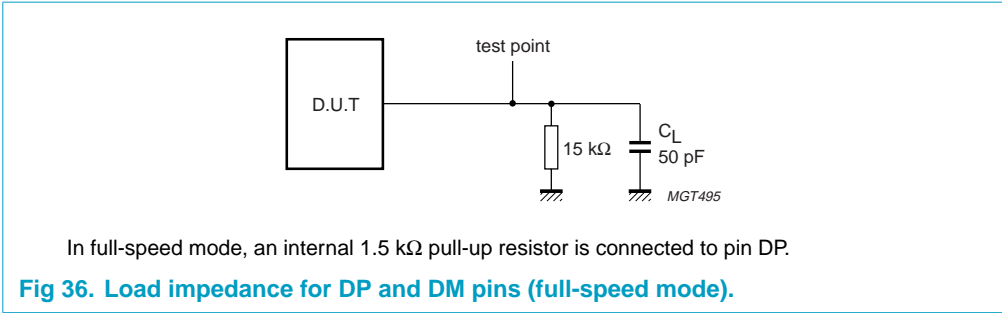 test point
D.U.T
15 kΩ
CL
50 pF
MGT495
In full-speed mode, an internal 1.5 kΩ pull-up resistor is connected to pin DP.
Fig 36. Load impedance for DP and DM pins (full-speed mode).